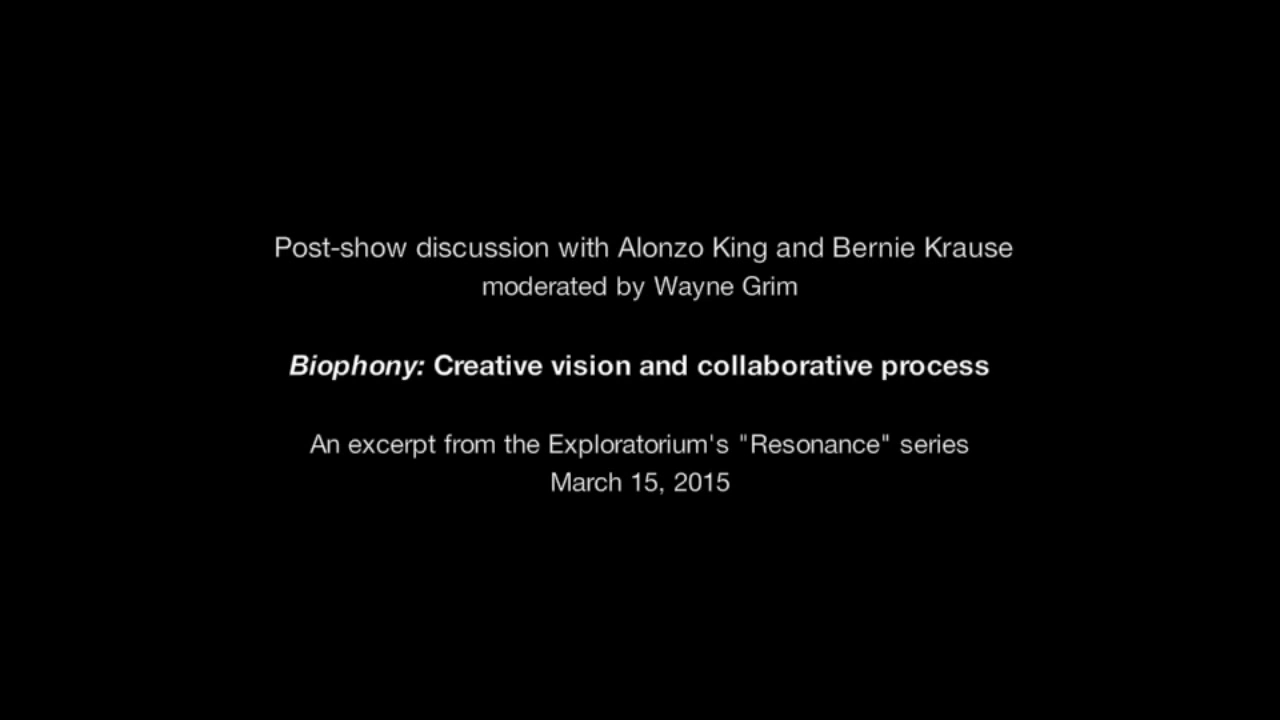 Post-show discussion with Alonzo King and Bernie Krause
moderated by Wayne Grim
Biophony: Creative vision and collaborative process
An excerpt from the Exploratorium's "Resonance" series
March 15, 2015